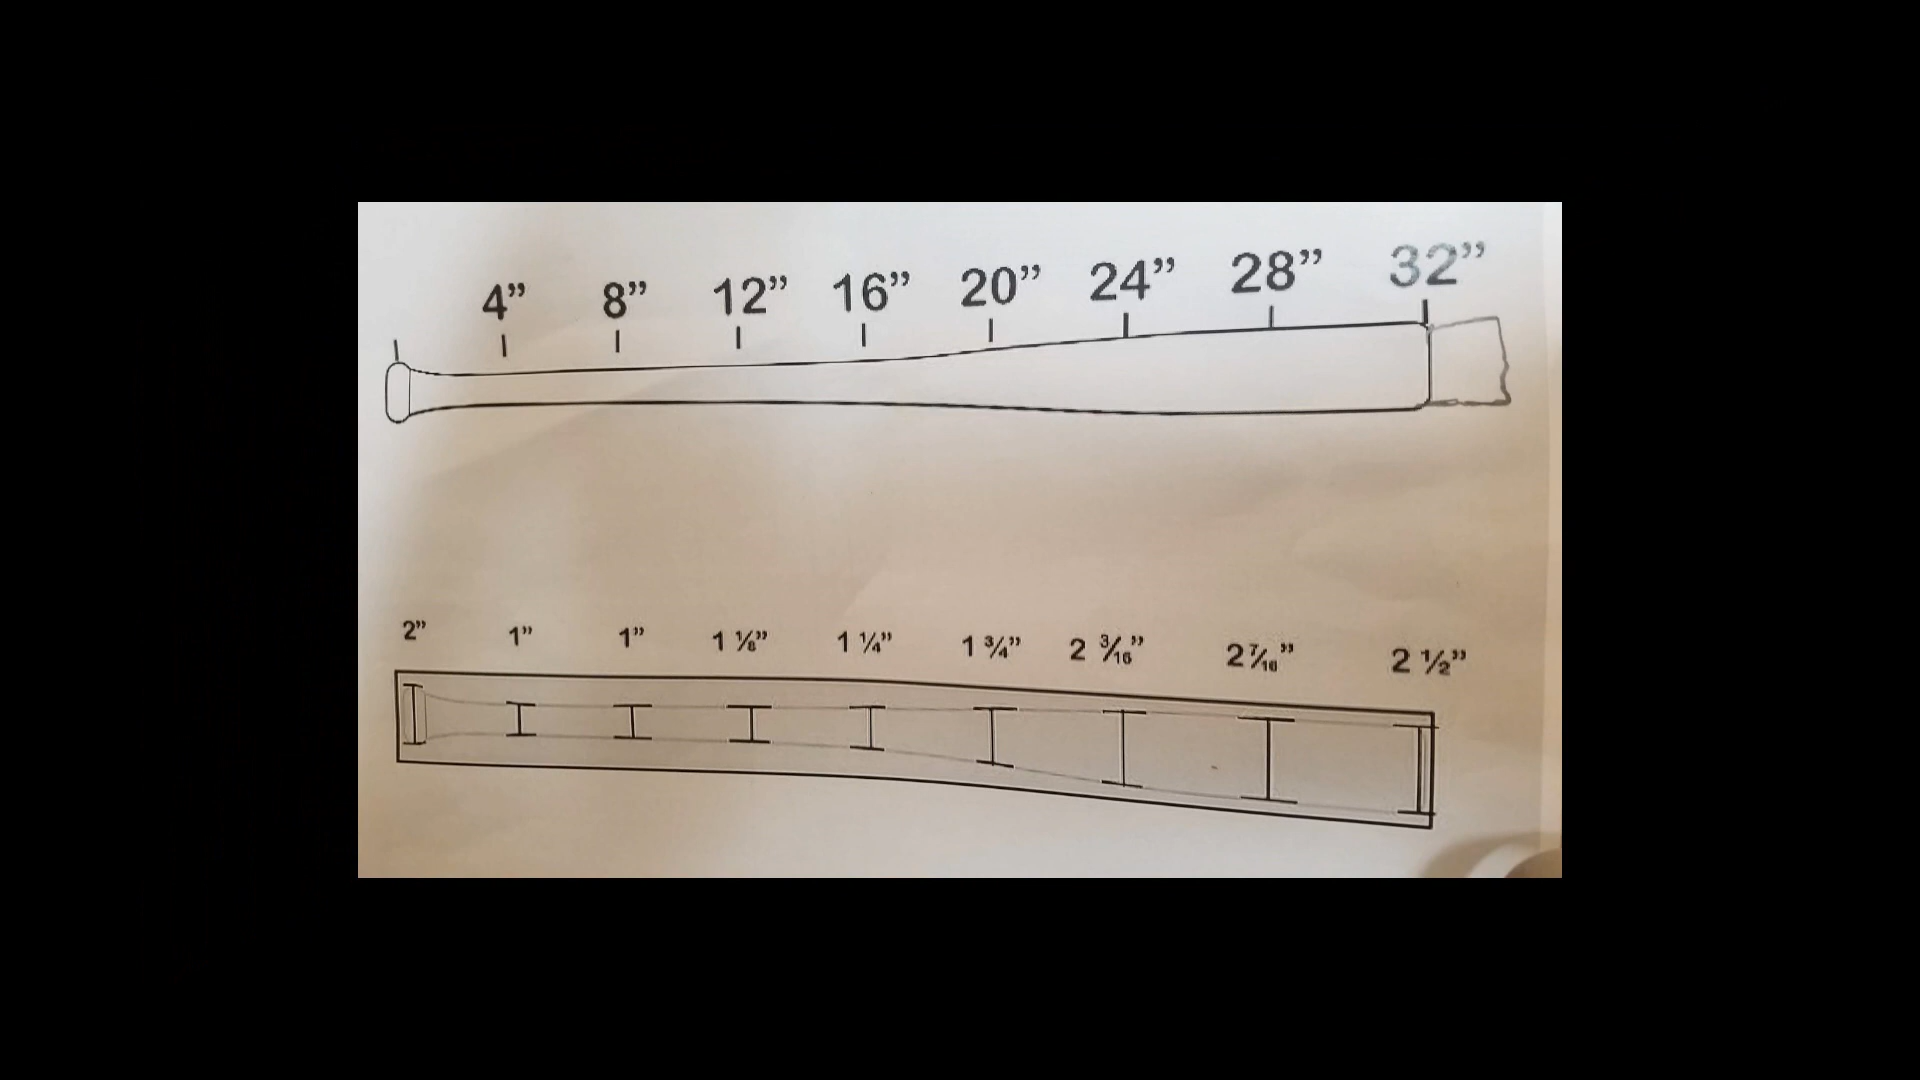 4” 8” 12” 16” 20” 24” 28” 32”
2” 1” 1” 1 ⅛” 1 ¼” 1 ¾” 2 3⁄16” 2 7⁄16” 2 ½”